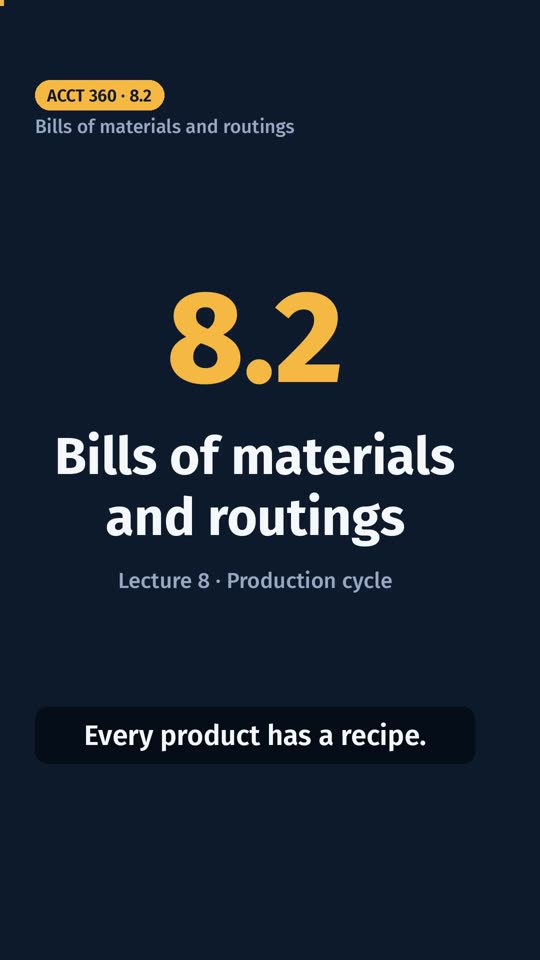 ACCT 360 · 8.2
Bills of materials and routings
8.2
Bills of materials
and routings
Lecture 8 · Production cycle
Every product has a recipe.